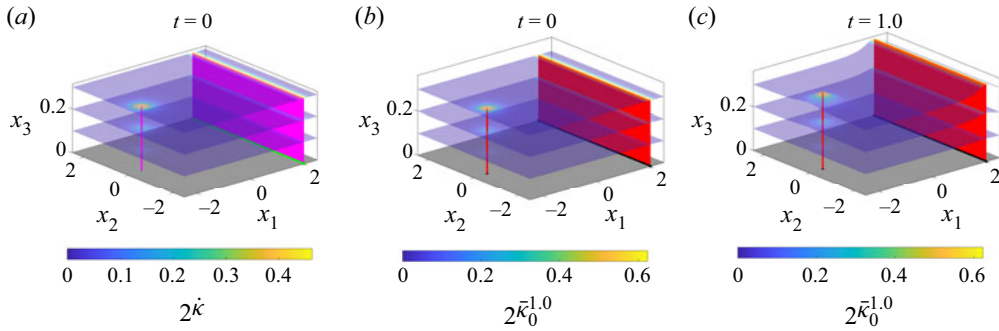 (a) t = 0
x₃ 0.2 0
2 0 −2 x₂
−2 0 2 x₁
0 0.1 0.2 0.3 0.4
2^κ̇
(b) t = 0
x₃ 0.2 0
2 0 −2 x₂
−2 0 2 x₁
0 0.2 0.4 0.6
2^κ̄₀^1.0
(c) t = 1.0
x₃ 0.2 0
2 0 −2 x₂
−2 0 2 x₁
0 0.2 0.4 0.6
2^κ̄₀^1.0